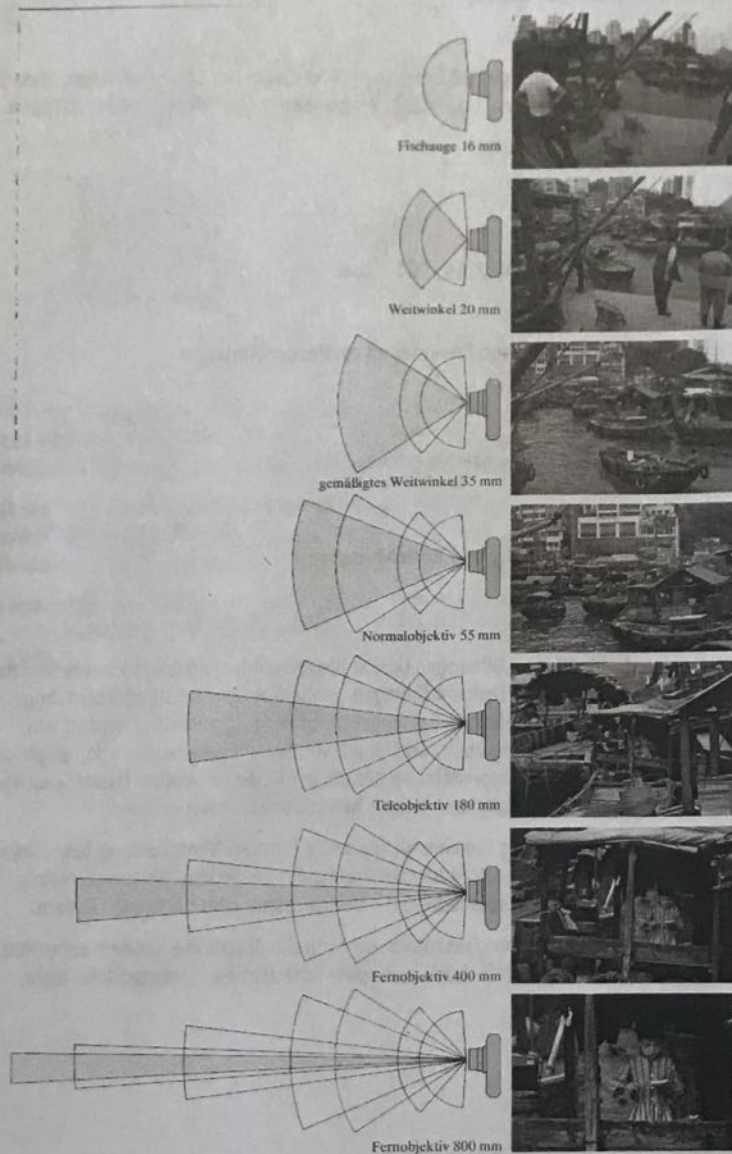 Fischauge 16 mm
Weitwinkel 20 mm
gemäßigtes Weitwinkel 35 mm
Normalobjektiv 55 mm
Teleobjektiv 180 mm
Fernobjektiv 400 mm
Fernobjektiv 800 mm